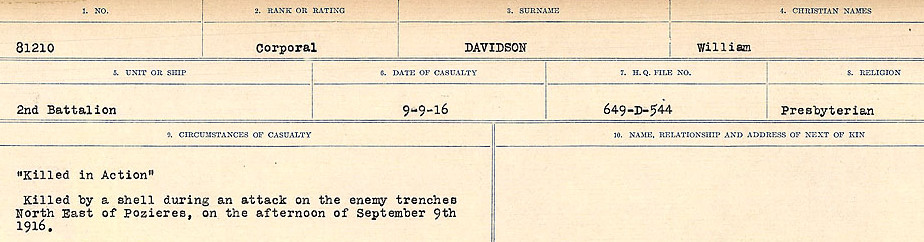 1. NO. 2. RANK OR RATING 3. SURNAME 4. CHRISTIAN NAMES
81210 Corporal DAVIDSON William
5. UNIT OR SHIP 6. DATE OF CASUALTY 7. H.Q. FILE NO. 8. RELIGION
2nd Battalion 9-9-16 649-D-544 Presbyterian
9. CIRCUMSTANCES OF CASUALTY 10. NAME, RELATIONSHIP AND ADDRESS OF NEXT OF KIN
"Killed in Action"
Killed by a shell during an attack on the enemy trenches
North East of Pozieres, on the afternoon of September 9th
1916.